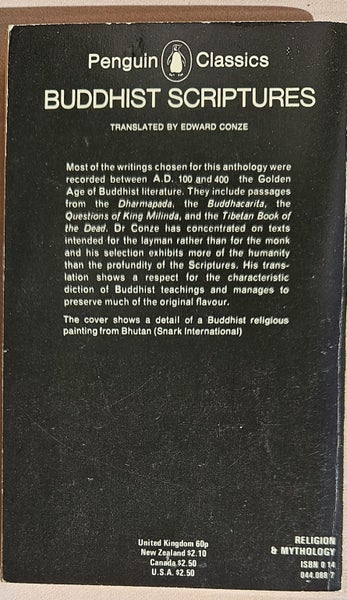 Penguin Classics
BUDDHIST SCRIPTURES
TRANSLATED BY EDWARD CONZE
Most of the writings chosen for this anthology were
recorded between A.D. 100 and 400 the Golden
Age of Buddhist literature. They include passages
from the Dharmapada, the Buddhacarita, the
Questions of King Milinda, and the Tibetan Book of
the Dead. Dr Conze has concentrated on texts
intended for the layman rather than for the monk
and his selection exhibits more of the humanity
than the profundity of the Scriptures. His trans-
lation shows a respect for the characteristic
diction of Buddhist teachings and manages to
preserve much of the original flavour.
The cover shows a detail of a Buddhist religious
painting from Bhutan (Snark International)
United Kingdom 60p
New Zealand $2.10
Canada $2.50
U.S.A. $2.50
RELIGION
& MYTHOLOGY
ISBN 0 14
044.088 7